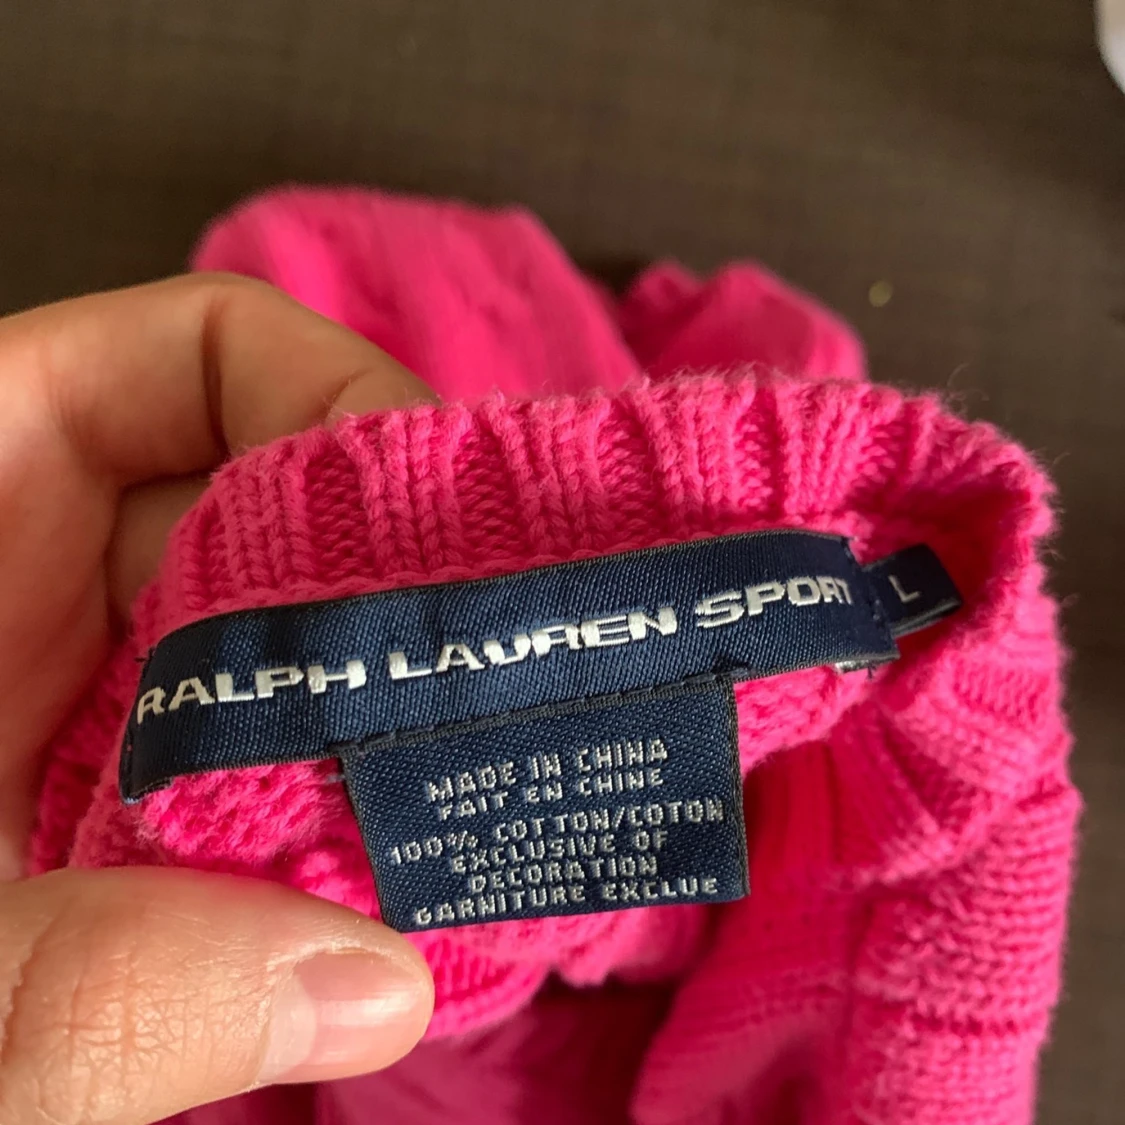 RALPH LAUREN SPORT
L
MADE IN CHINA
FAIT EN CHINE
100% COTTON/COTON
EXCLUSIVE OF
DECORATION
GARNITURE EXCLUE